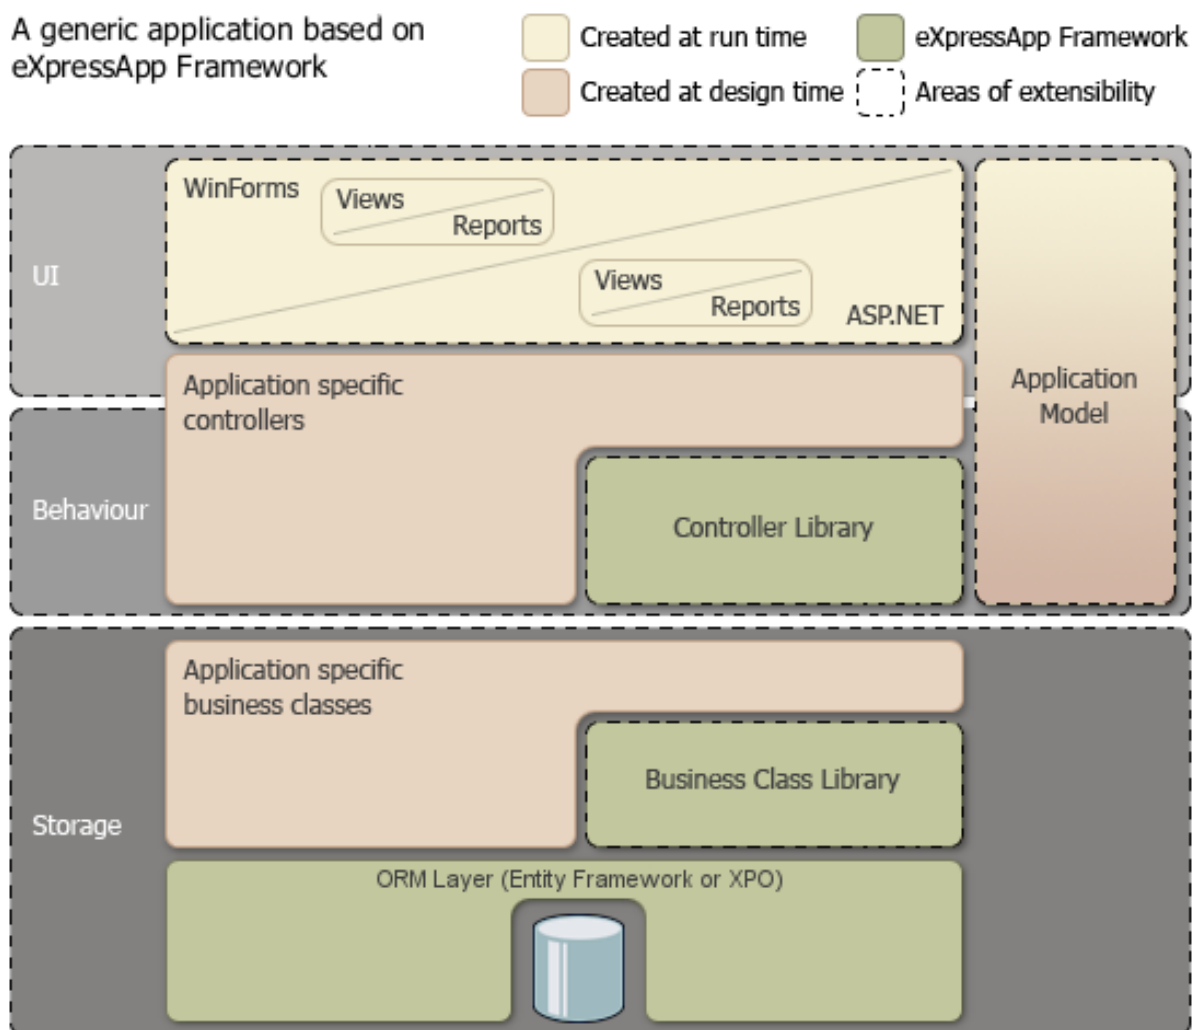 A generic application based on
eXpressApp Framework
Created at run time
eXpressApp Framework
Created at design time
Areas of extensibility
UI
WinForms
Views
Reports
Views
Reports
ASP.NET
Application specific
controllers
Application
Model
Behaviour
Controller Library
Application specific
business classes
Business Class Library
Storage
ORM Layer (Entity Framework or XPO)